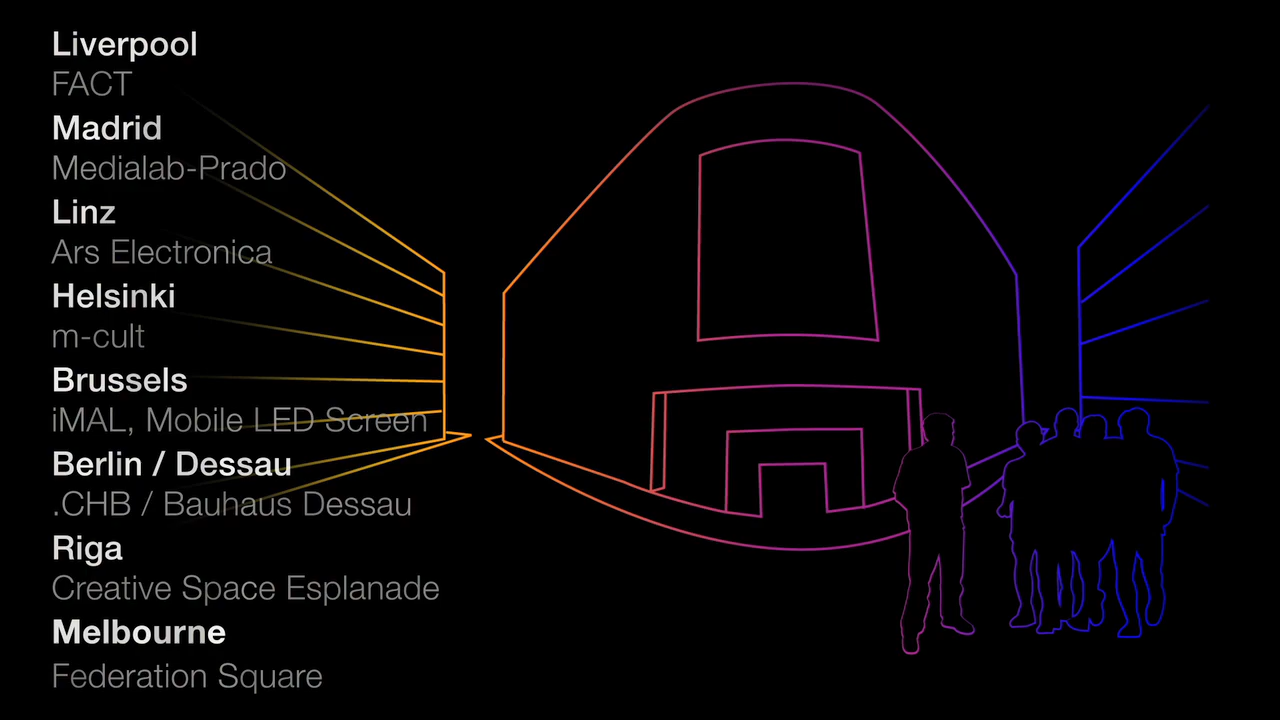 Liverpool
FACT
Madrid
Medialab-Prado
Linz
Ars Electronica
Helsinki
m-cult
Brussels
iMAL, Mobile LED Screen
Berlin / Dessau
.CHB / Bauhaus Dessau
Riga
Creative Space Esplanade
Melbourne
Federation Square